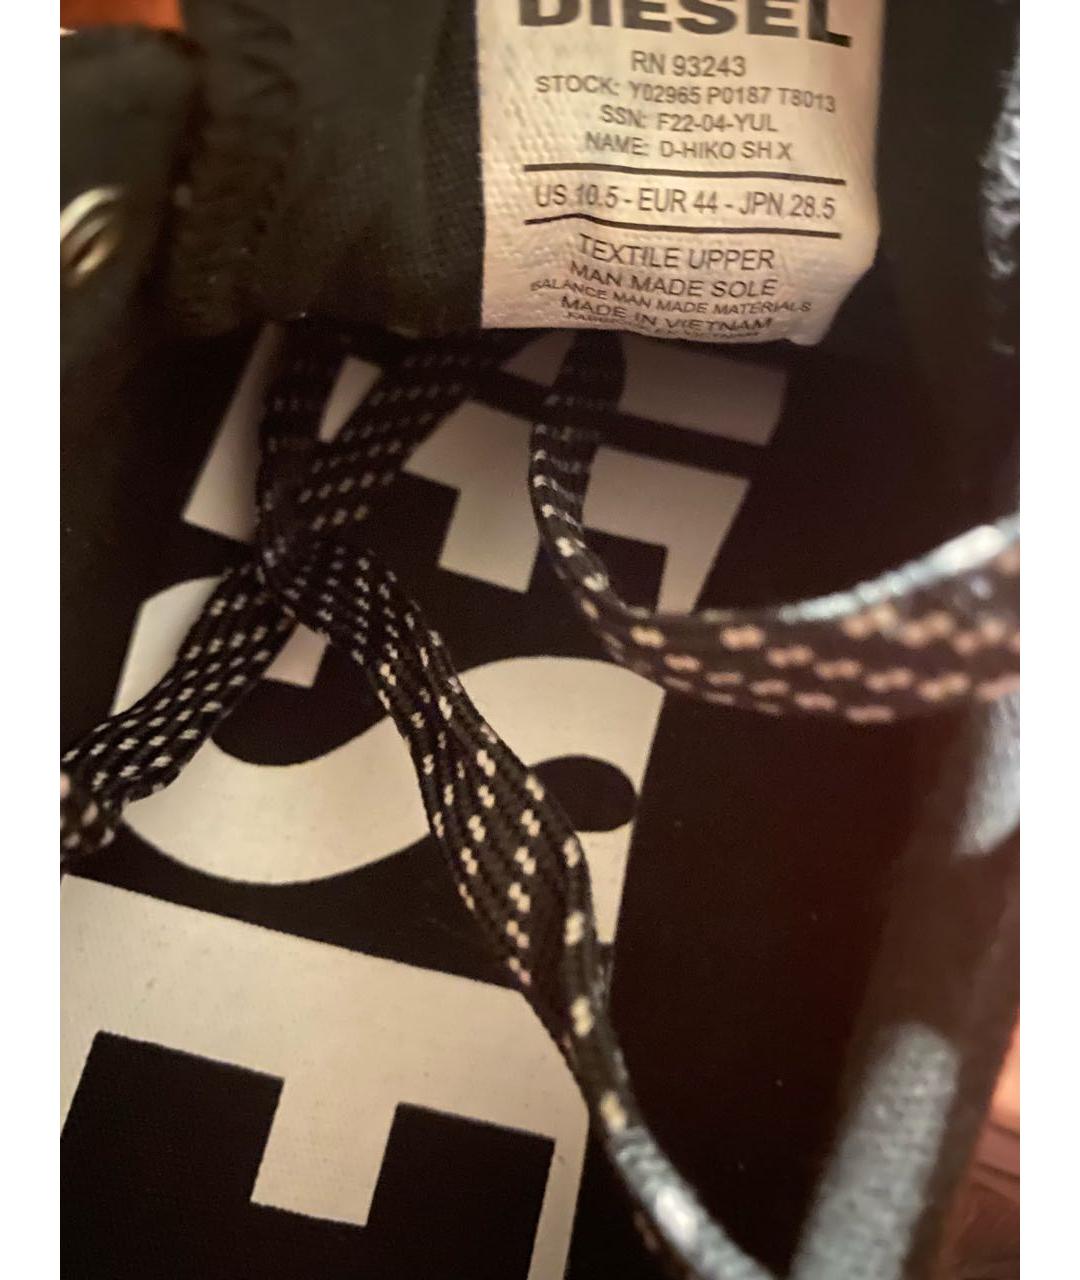 DIESEL
RN 93243
STOCK: Y02965 P0187 T8013
SSN: F22-04-YUL
NAME: D-HIKO SH X
US 10.5 - EUR 44 - JPN 28.5
TEXTILE UPPER
MAN MADE SOLE
BALANCE MAN MADE MATERIALS
MADE IN VIETNAM